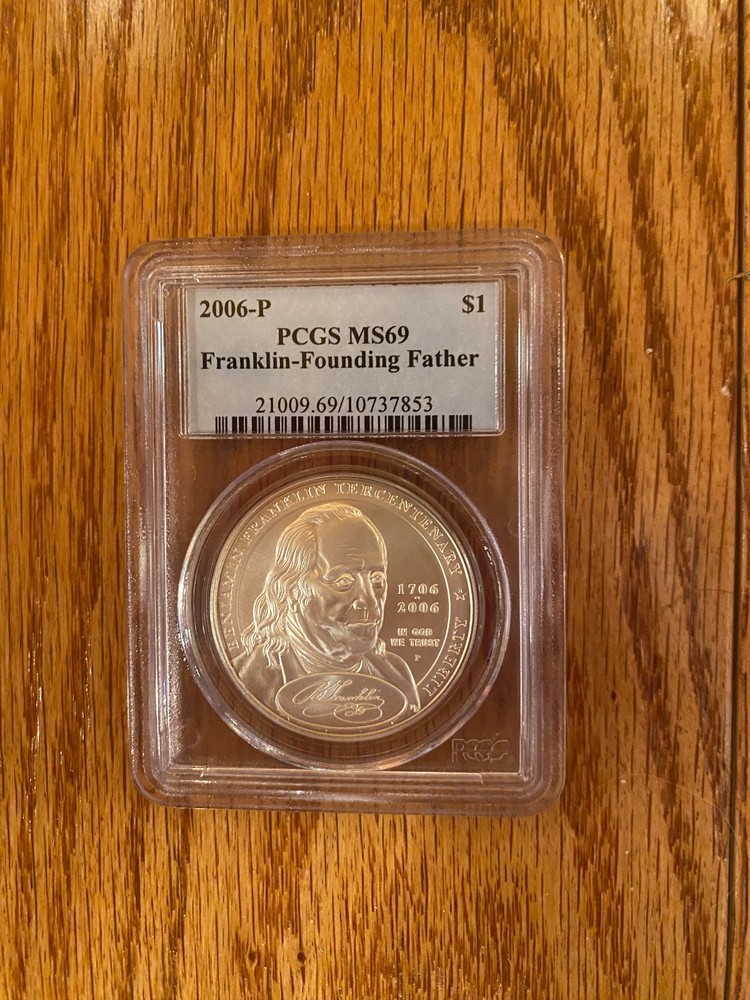 2006-P $1
PCGS MS69
Franklin-Founding Father
21009.69/10737853
BENJAMIN FRANKLIN TERCENTENARY ☆ LIBERTY
1706
-
2006
IN GOD
WE TRUST
P
B Franklin
PCGS